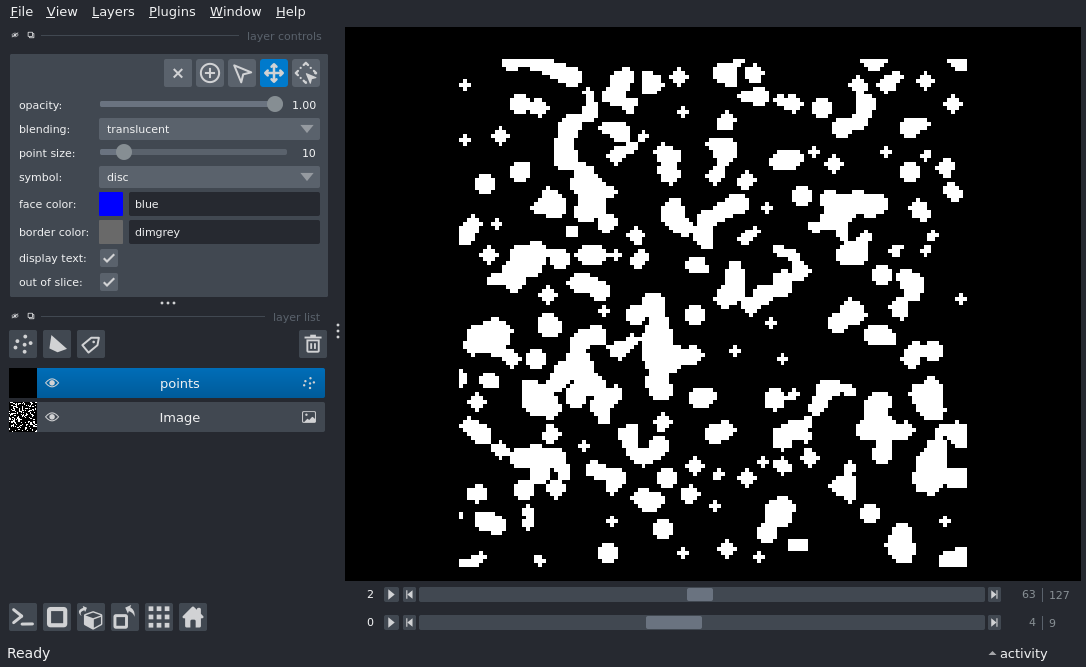 File View Layers Plugins Window Help
layer controls
opacity: 1.00
blending: translucent
point size: 10
symbol: disc
face color: blue
border color: dimgrey
display text:
out of slice:
layer list
points
Image
2 63 127
0 4 9
Ready activity